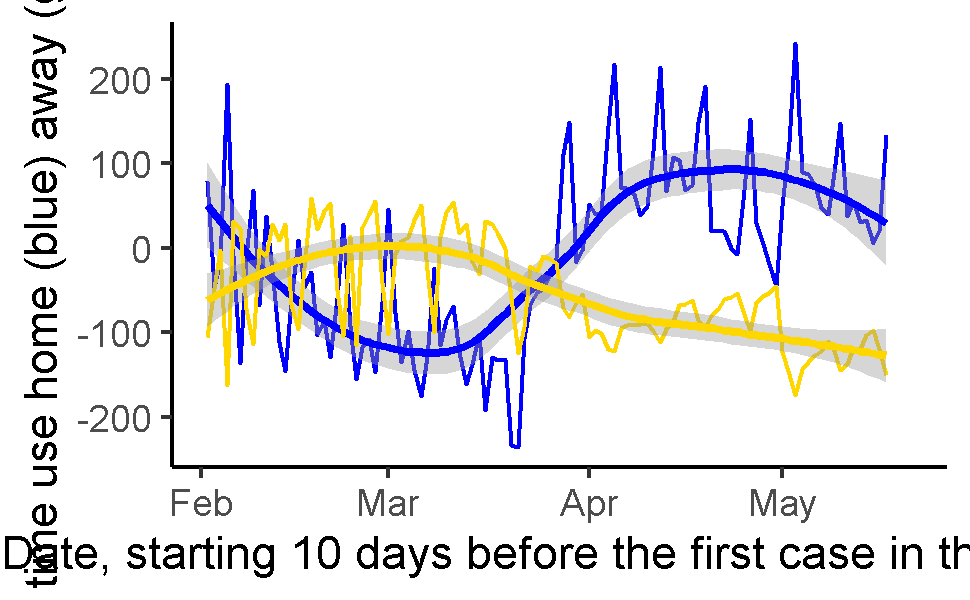 time use home (blue) away (
200
100
0
-100
-200
Feb Mar Apr May
Date, starting 10 days before the first case in th